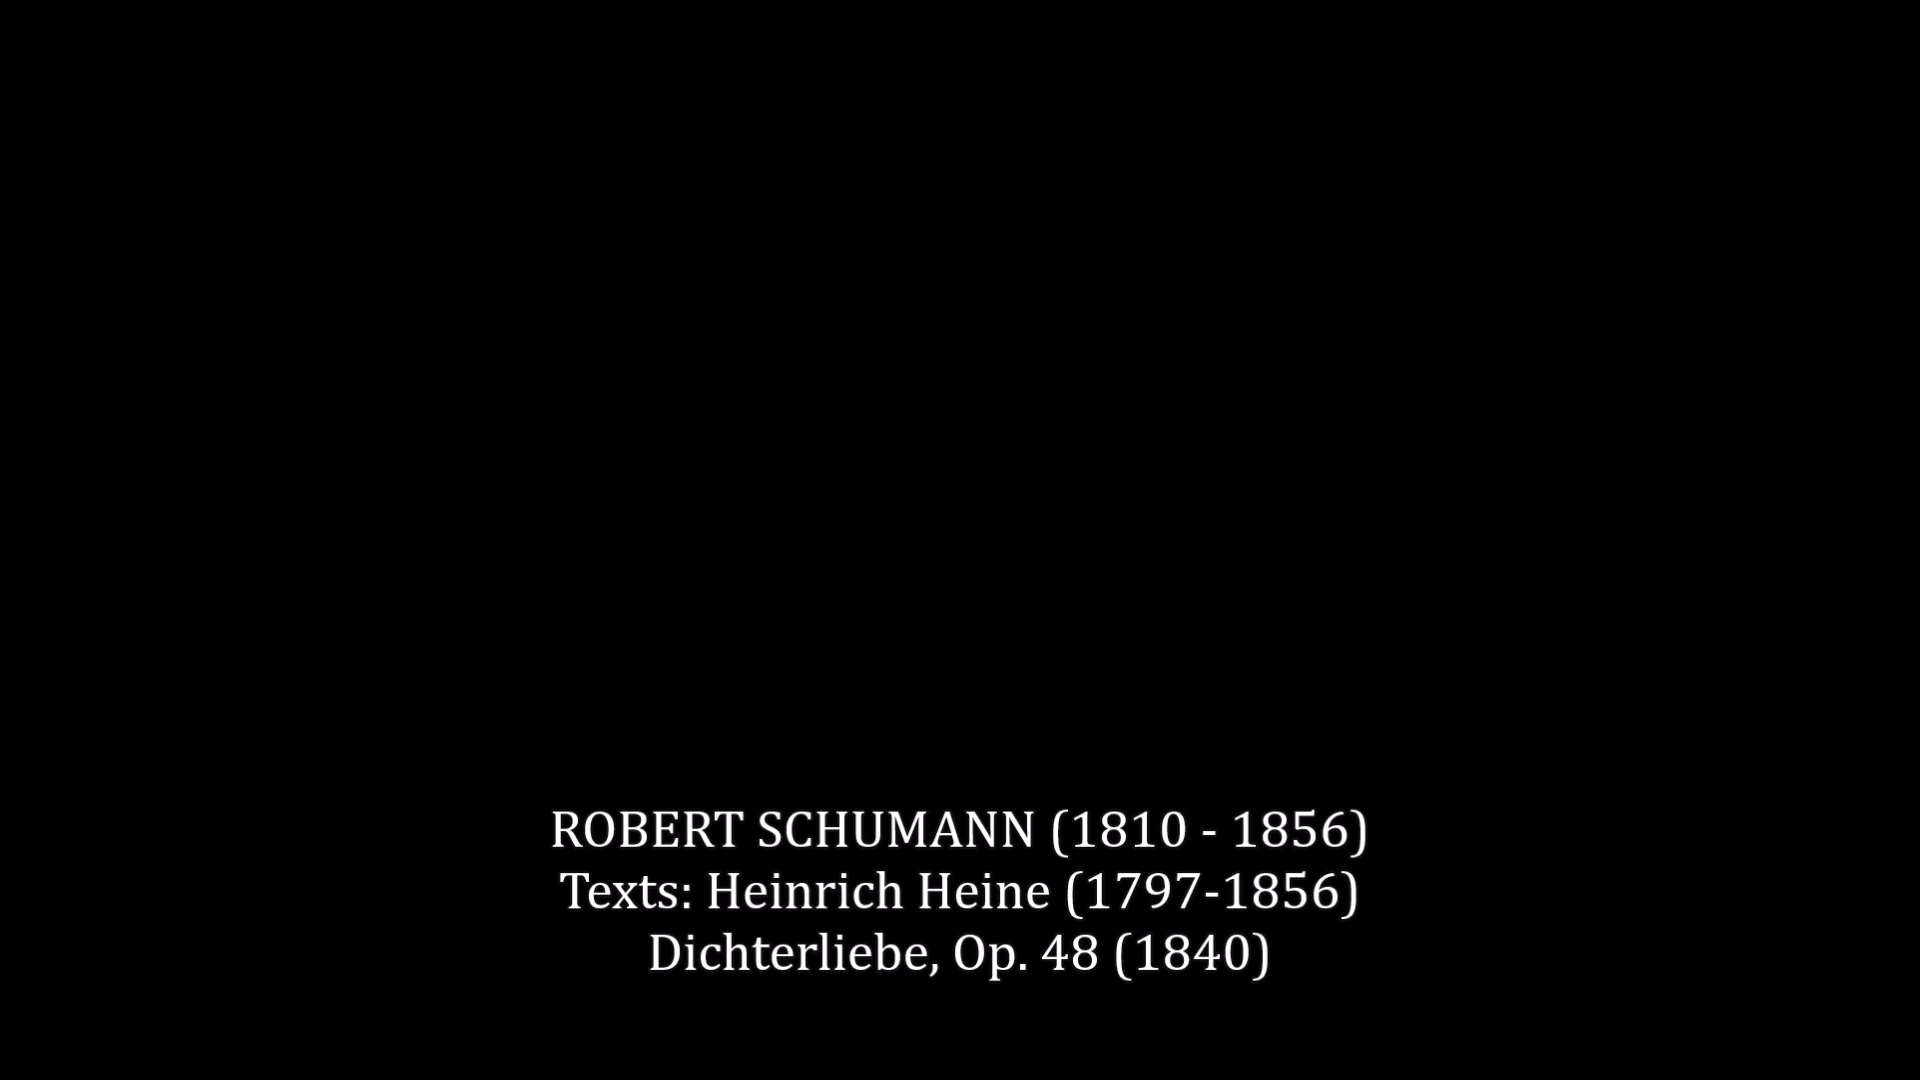 ROBERT SCHUMANN (1810 - 1856)
Texts: Heinrich Heine (1797-1856)
Dichterliebe, Op. 48 (1840)